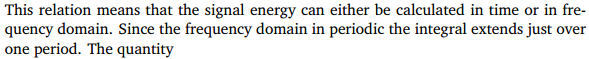 This relation means that the signal energy can either be calculated in time or in fre-
quency domain. Since the frequency domain in periodic the integral extends just over
one period. The quantity